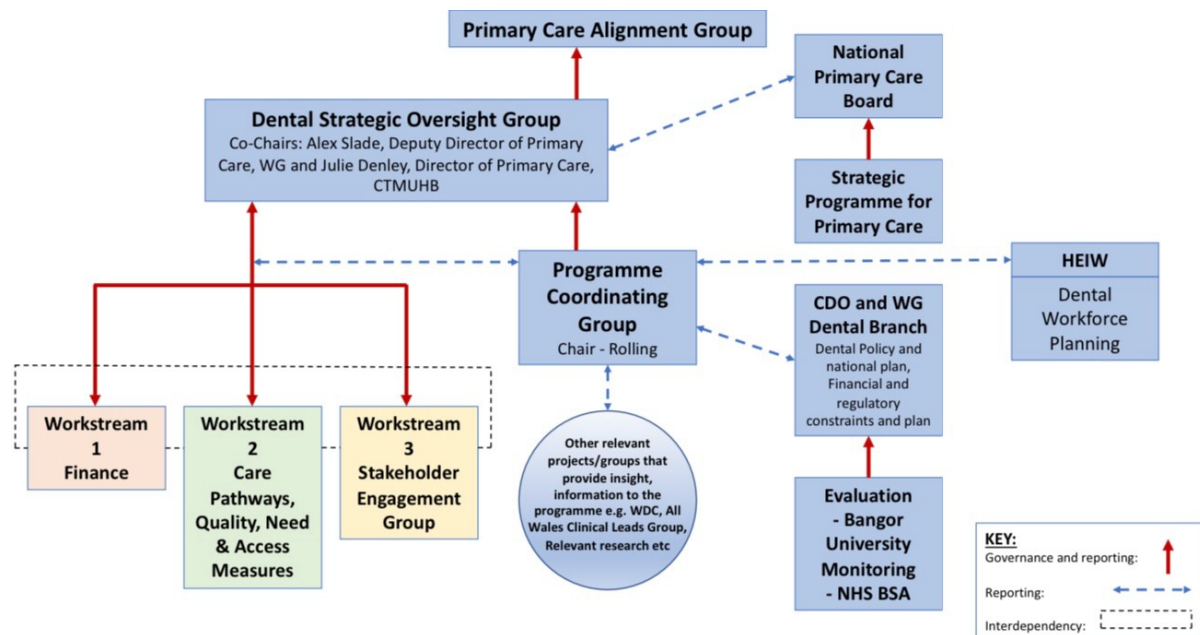 Primary Care Alignment Group
National
Primary Care
Board
Dental Strategic Oversight Group
Co-Chairs: Alex Slade, Deputy Director of Primary
Care, WG and Julie Denley, Director of Primary Care,
CTMUHB
Strategic
Programme for
Primary Care
Programme
Coordinating
Group
Chair - Rolling
HEIW
Dental
Workforce
Planning
CDO and WG
Dental Branch
Dental Policy and
national plan,
Financial and
regulatory
constraints and plan
Workstream
1
Finance
Workstream
2
Care
Pathways,
Quality, Need
& Access
Measures
Workstream
3
Stakeholder
Engagement
Group
Other relevant
projects/groups that
provide insight,
information to the
programme e.g. WDC, All
Wales Clinical Leads Group,
Relevant research etc
Evaluation
- Bangor
University
Monitoring
- NHS BSA
KEY:
Governance and reporting:
Reporting:
Interdependency: